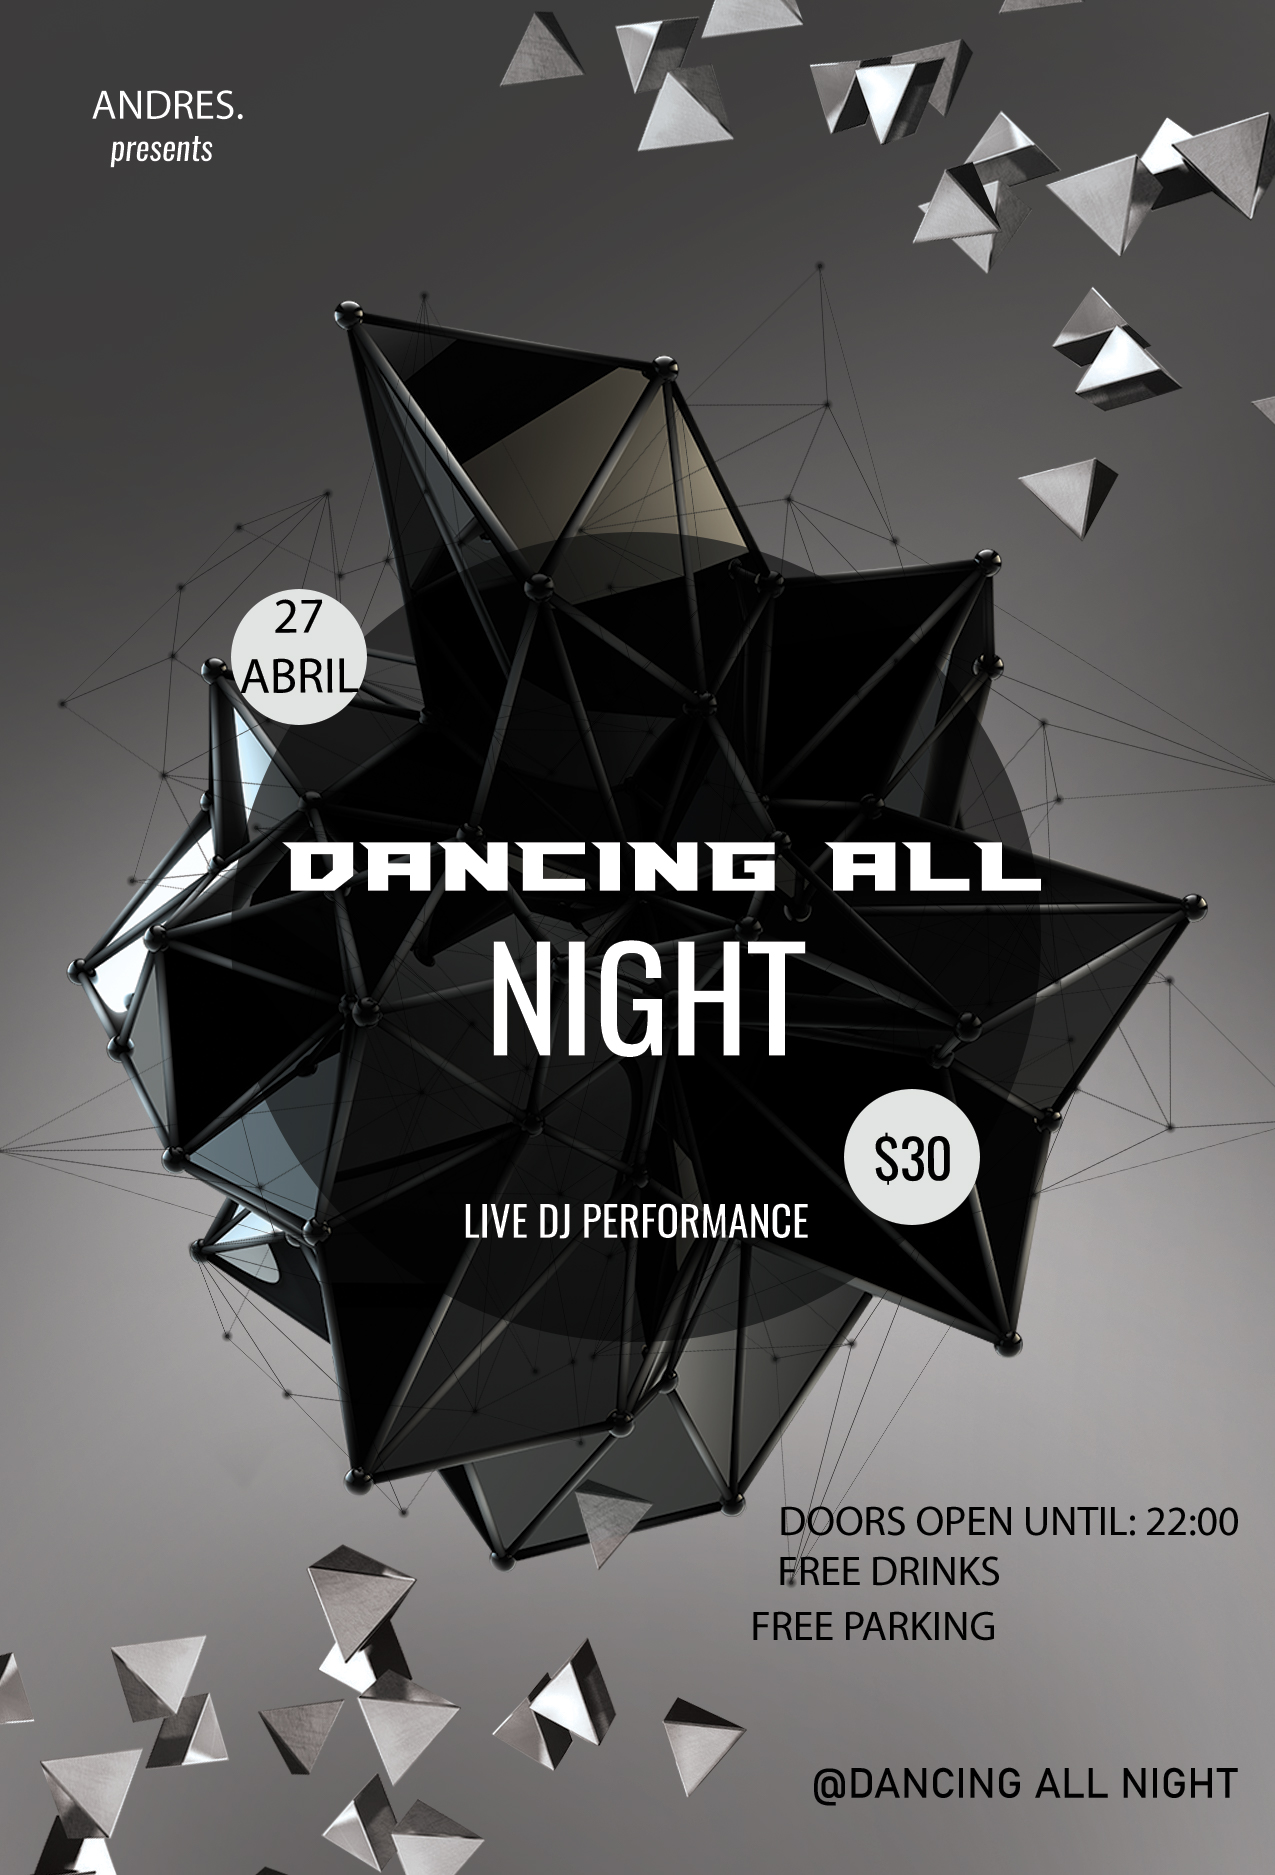 ANDRES.
presents
27
ABRIL
DANCING ALL
NIGHT
$30
LIVE DJ PERFORMANCE
DOORS OPEN UNTIL: 22:00
FREE DRINKS
FREE PARKING
@DANCING ALL NIGHT